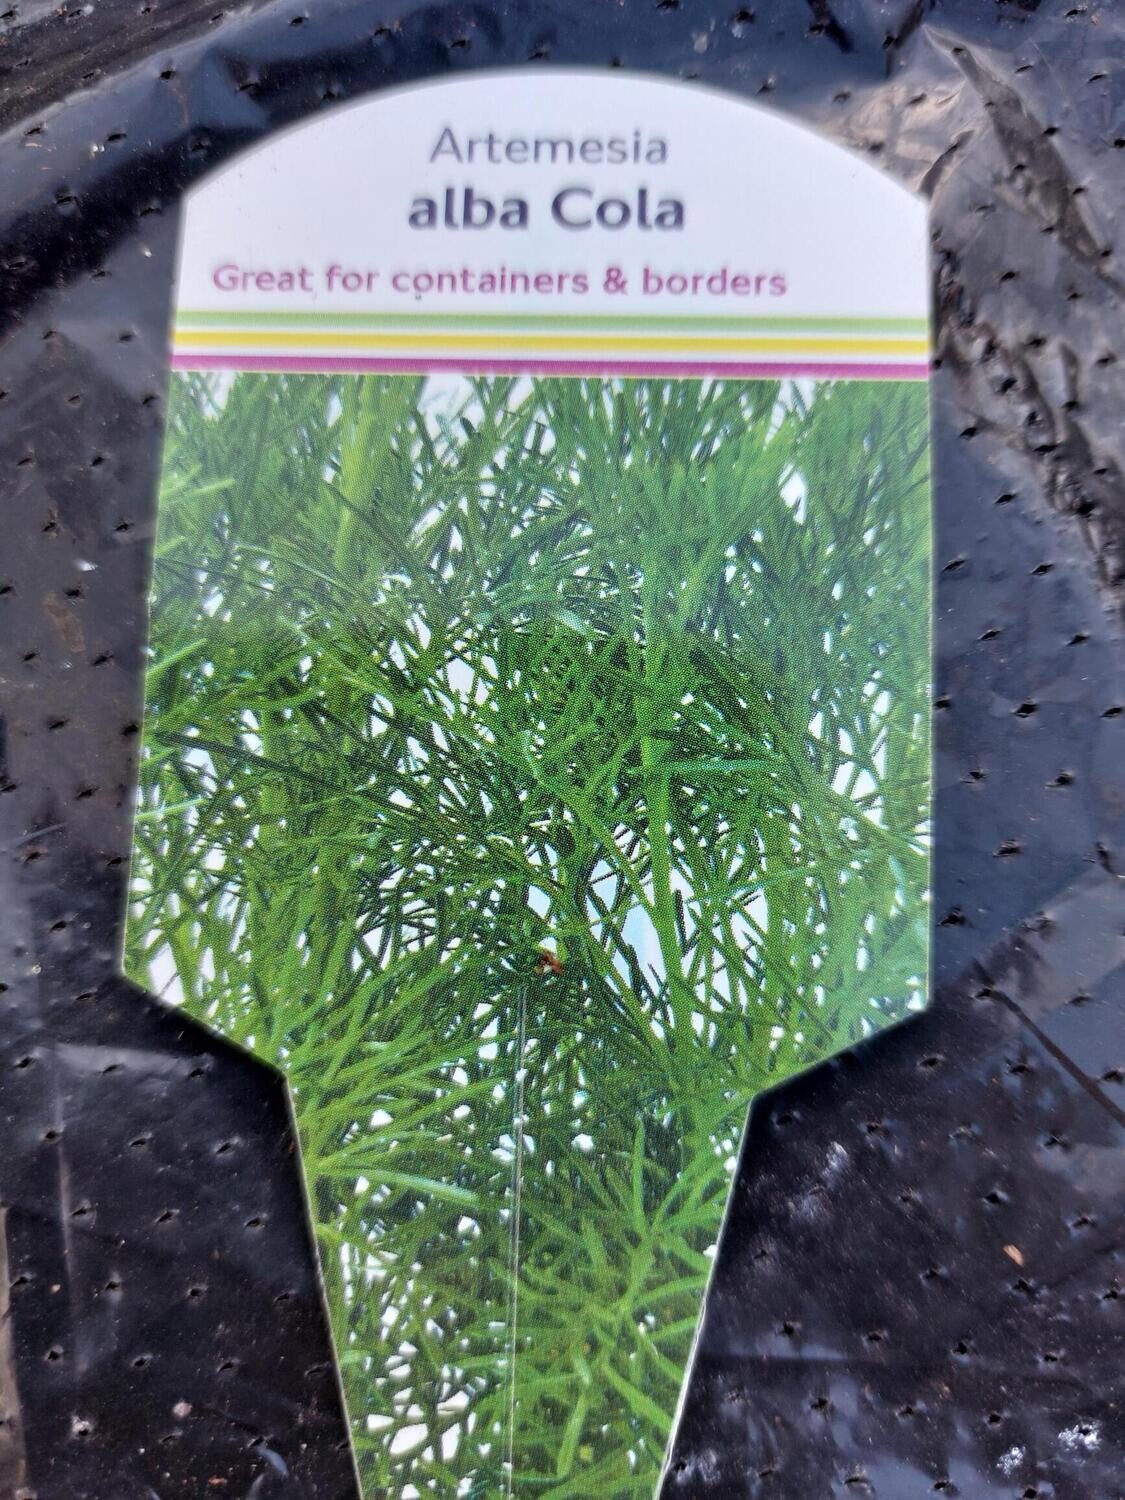 Artemesia
alba Cola
Great for containers & borders